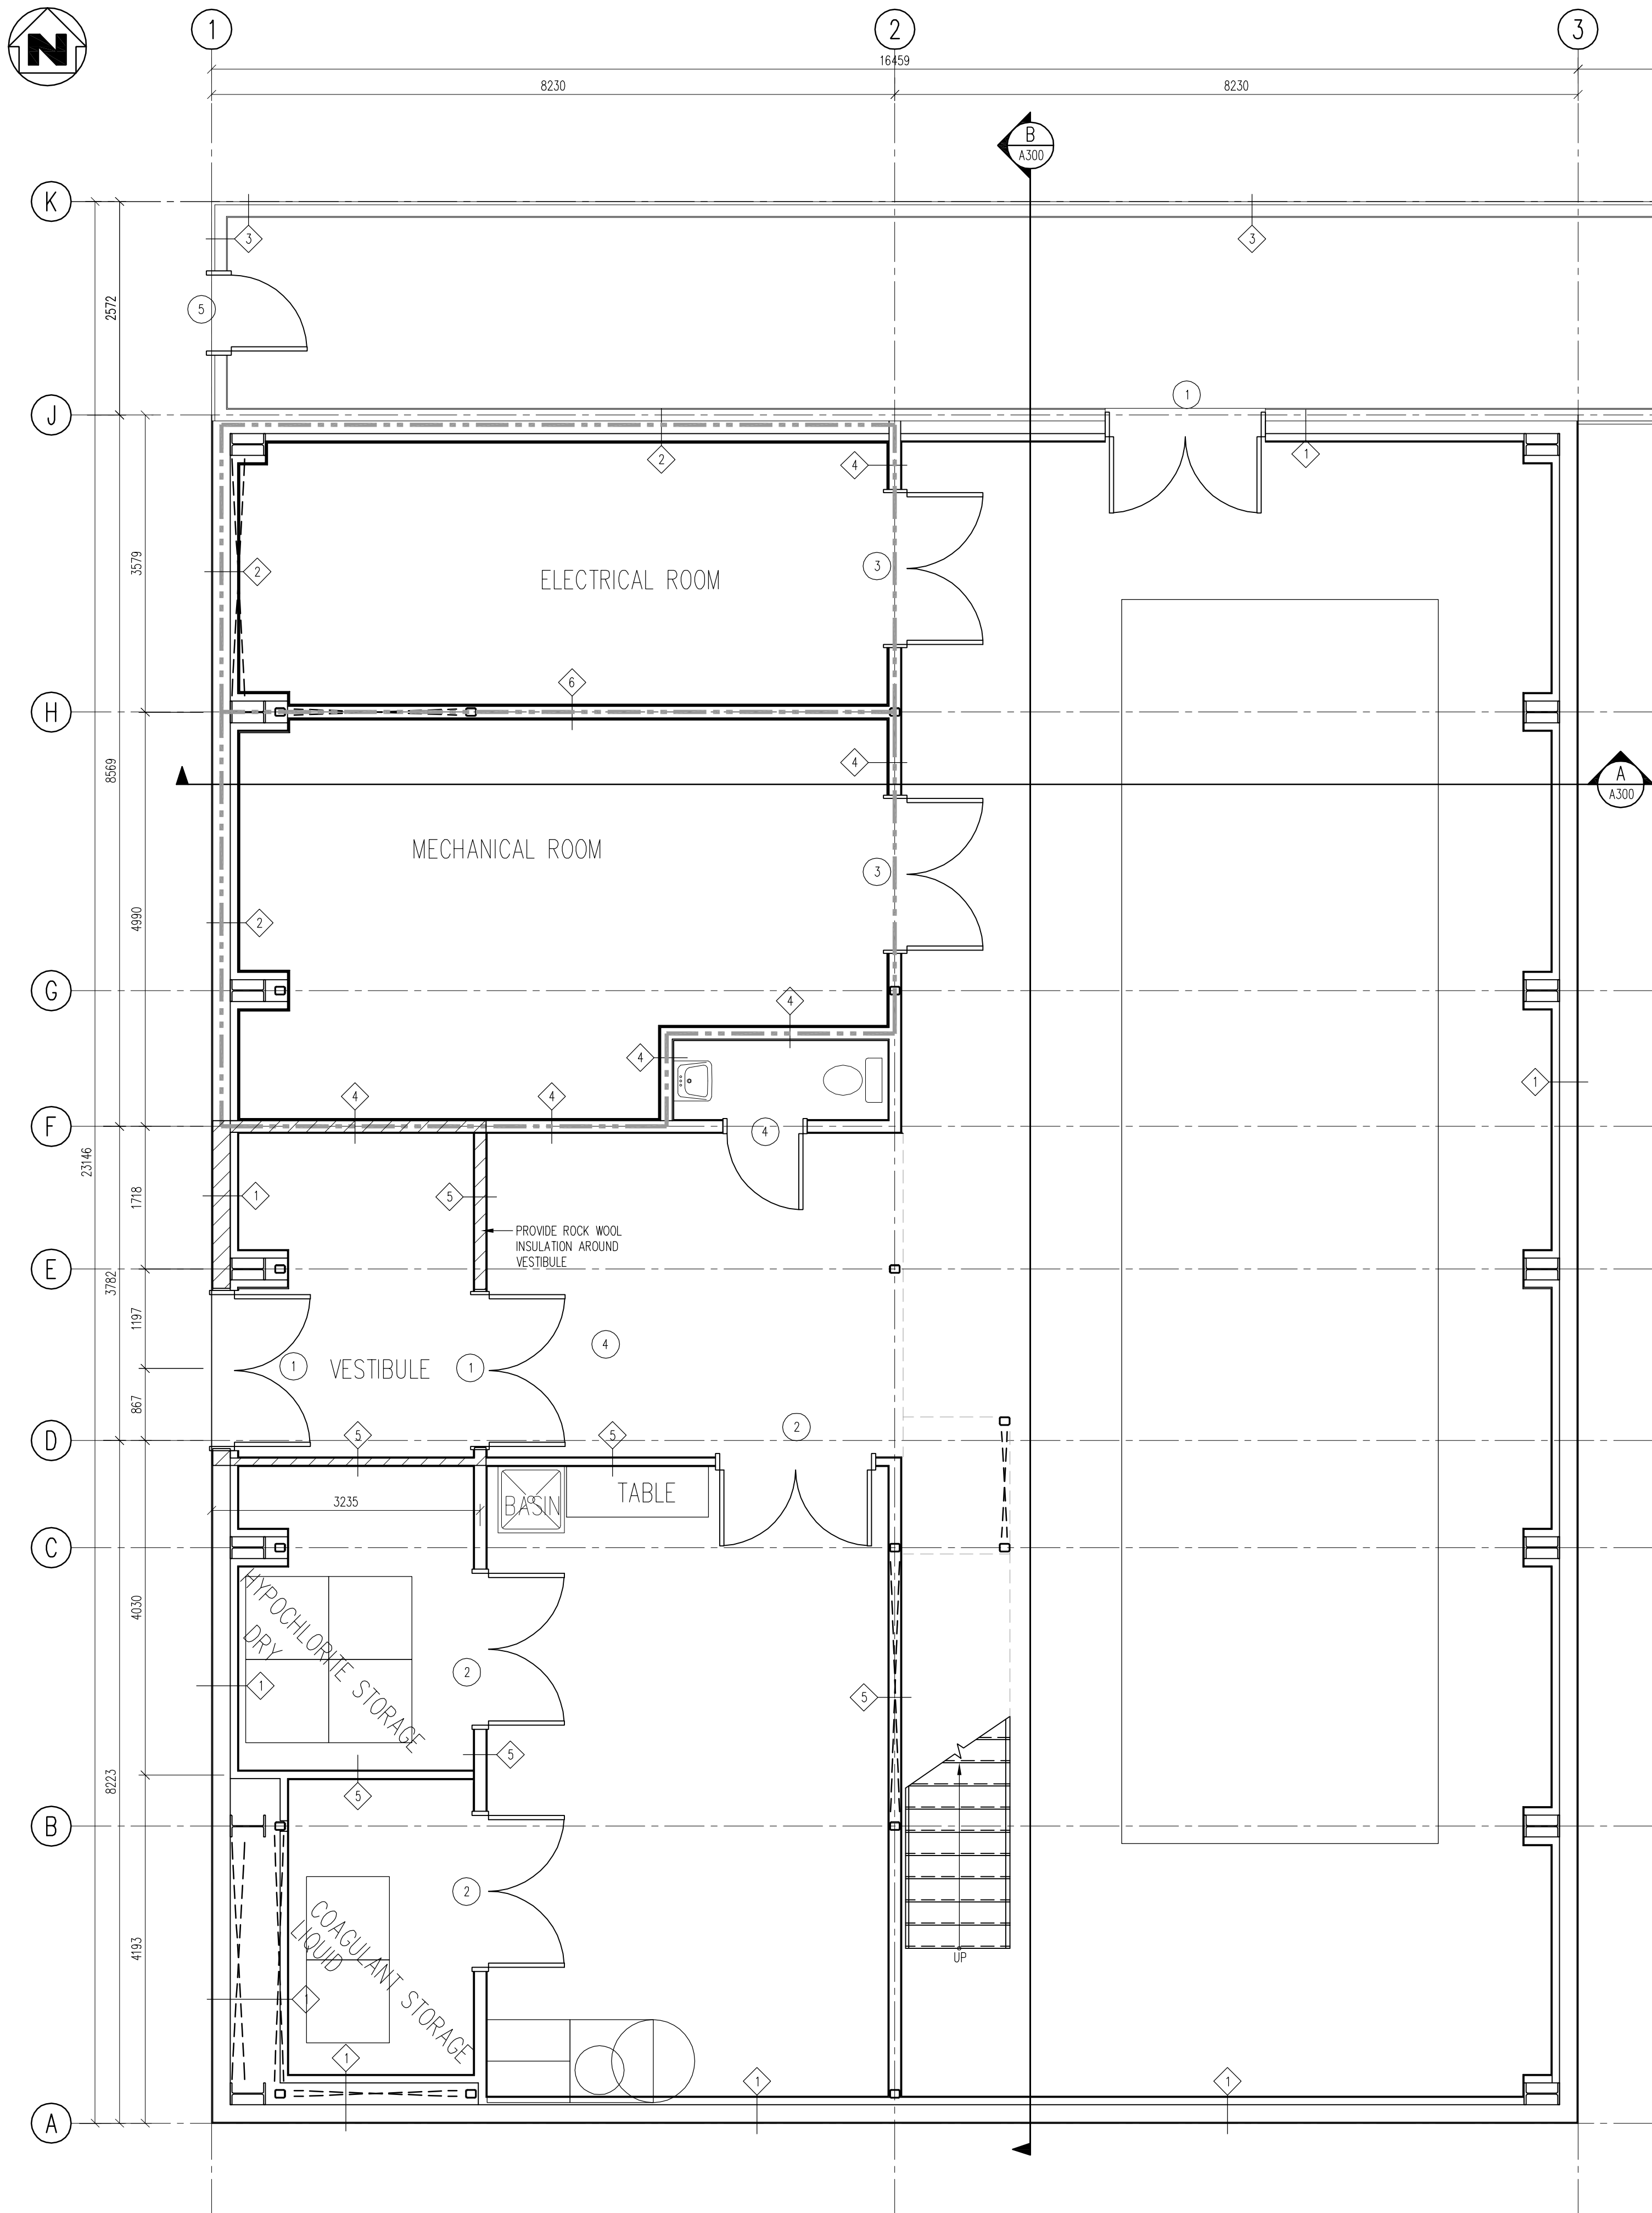 N
1
2
3
16459
8230
8230
B
A300
K
3
3
2572
5
J
1
2
4
1
3579
ELECTRICAL ROOM
3
2
6
H
4
8569
A
A300
MECHANICAL ROOM
3
4990
2
G
4
4
1
4
4
F
4
23146
1718
1
5
PROVIDE ROCK WOOL
INSULATION AROUND
VESTIBULE
E
3782
1197
4
1
VESTIBULE
1
867
D
5
5
2
3235
BASIN
TABLE
C
4030
HYPOCHLORITE STORAGE
DRY
2
1
5
5
5
8223
B
2
COAGULANT STORAGE
LIQUID
4193
UP
1
1
1
1
A